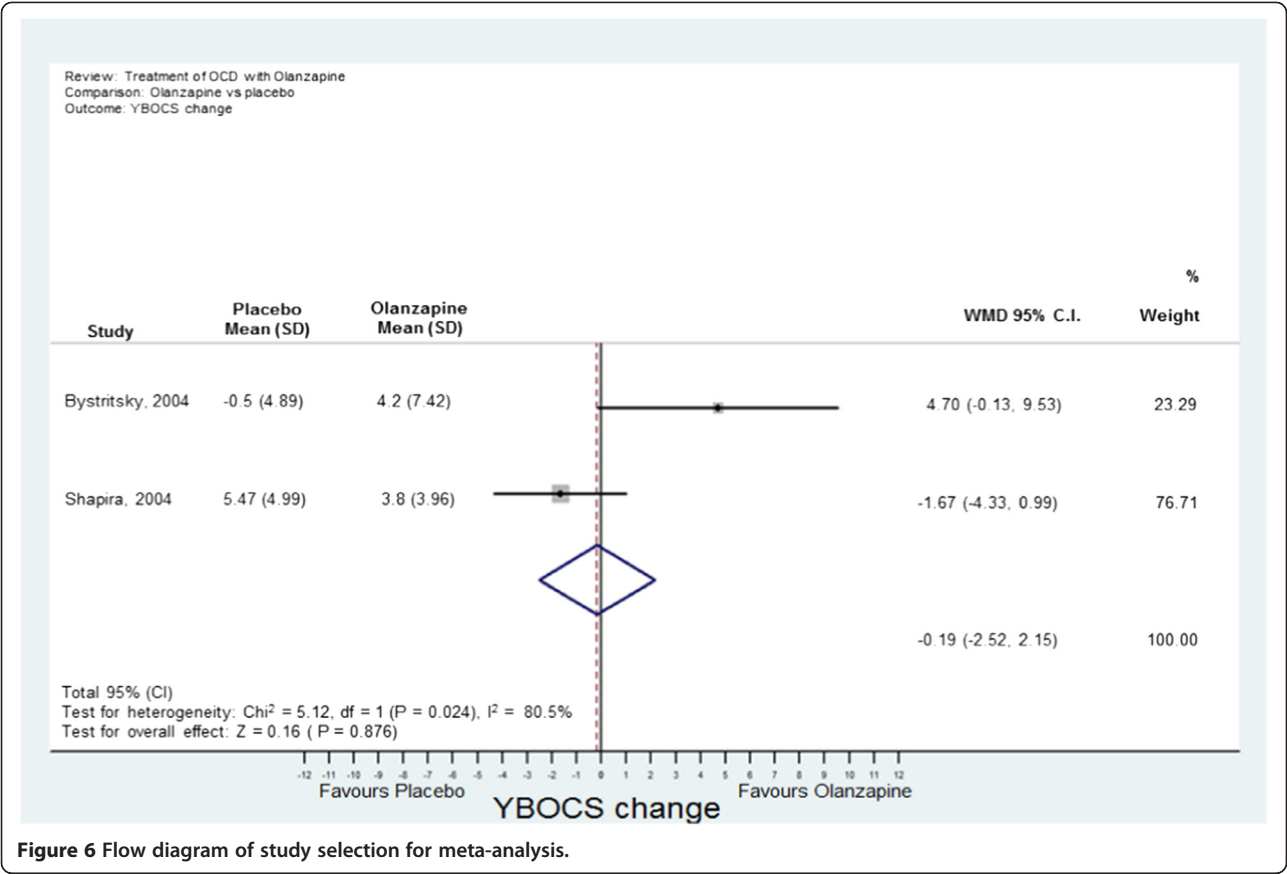 Review: Treatment of OCD with Olanzapine
Comparison: Olanzapine vs placebo
Outcome: YBOCS change
%
Study Placebo Mean (SD) Olanzapine Mean (SD) WMD 95% C.I. Weight
Bystritsky, 2004 -0.5 (4.89) 4.2 (7.42) 4.70 (-0.13, 9.53) 23.29
Shapira, 2004 5.47 (4.99) 3.8 (3.96) -1.67 (-4.33, 0.99) 76.71
-0.19 (-2.52, 2.15) 100.00
Total 95% (CI)
Test for heterogeneity: Chi² = 5.12, df = 1 (P = 0.024), I² = 80.5%
Test for overall effect: Z = 0.16 ( P = 0.876)
-12 -11 -10 -9 -8 -7 -6 -5 -4 -3 -2 -1 0 1 2 3 4 5 6 7 8 9 10 11 12
Favours Placebo Favours Olanzapine
YBOCS change
Figure 6 Flow diagram of study selection for meta-analysis.